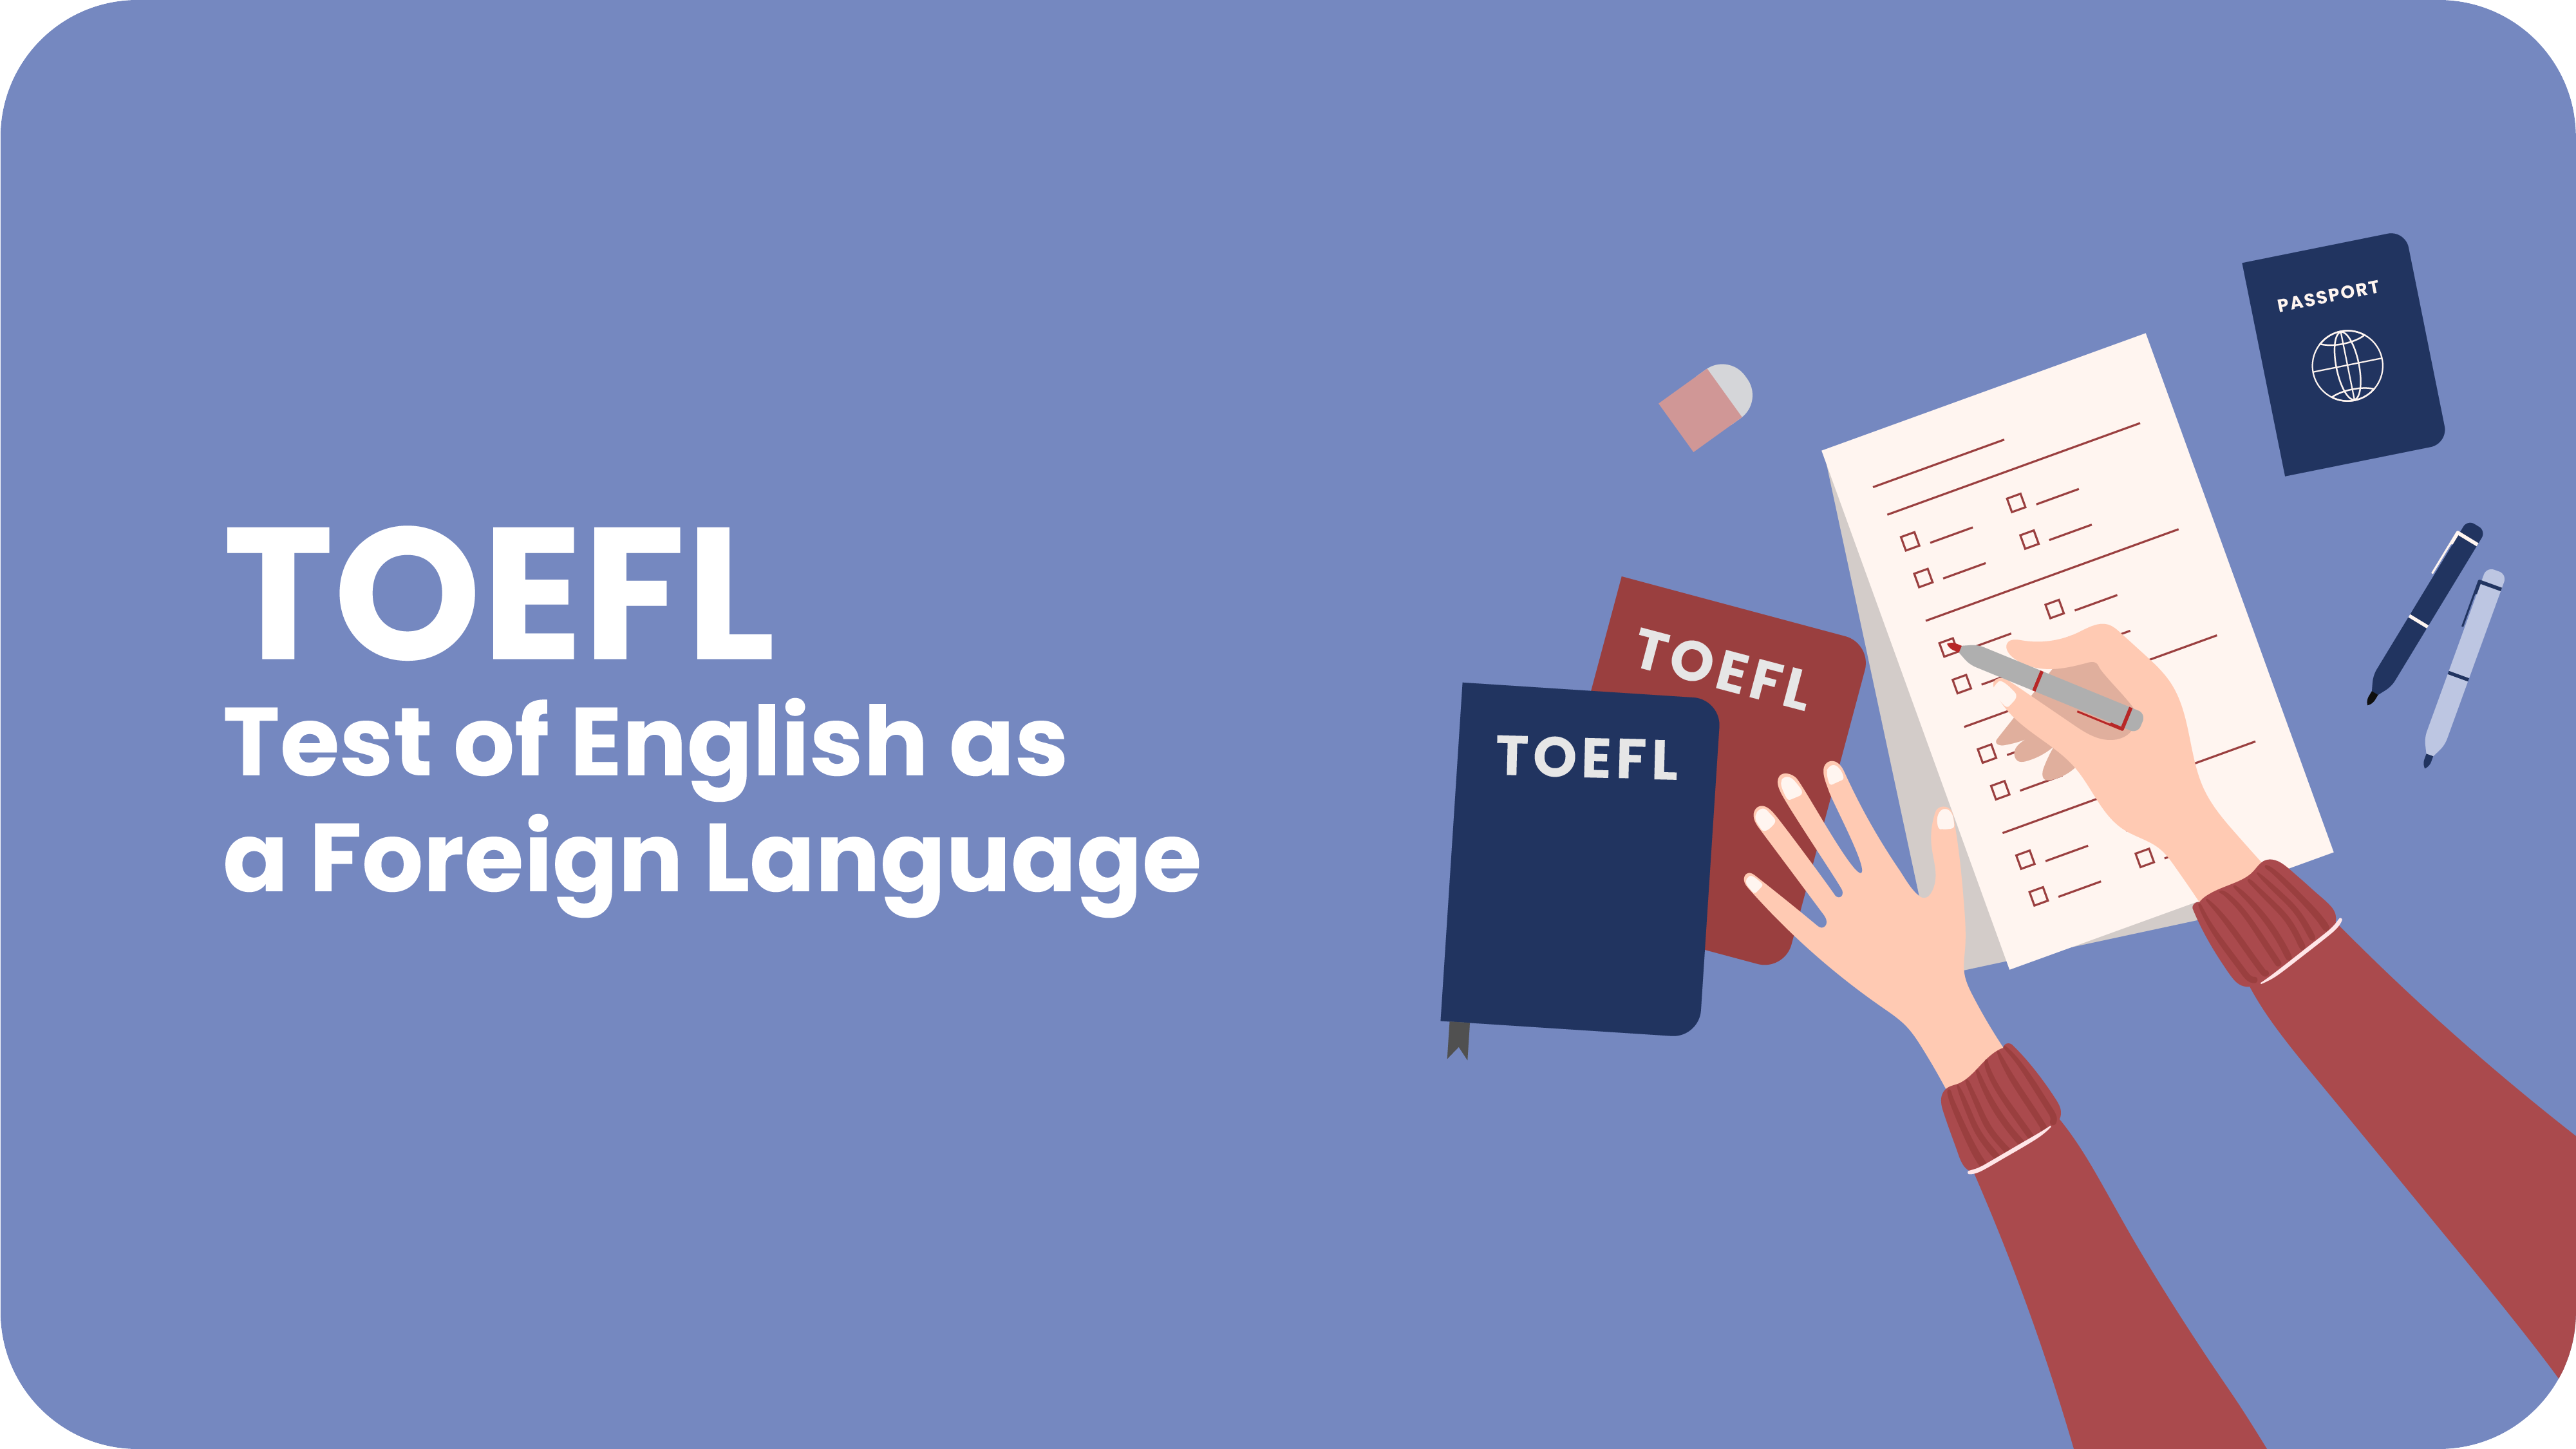 TOEFL
Test of English as
a Foreign Language
PASSPORT
TOEFL
TOEFL